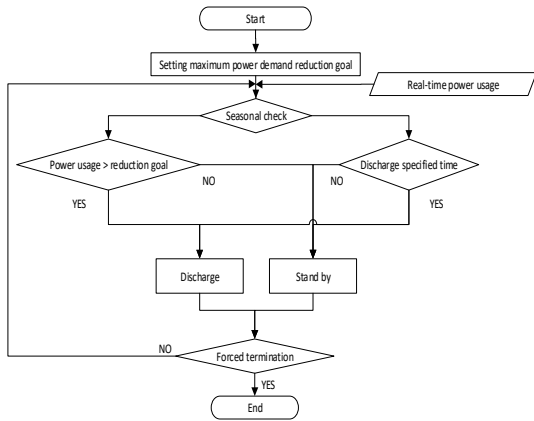 Start
Setting maximum power demand reduction goal
Real-time power usage
Seasonal check
Power usage > reduction goal
Discharge specified time
NO
NO
YES
YES
Discharge
Stand by
Forced termination
NO
YES
End